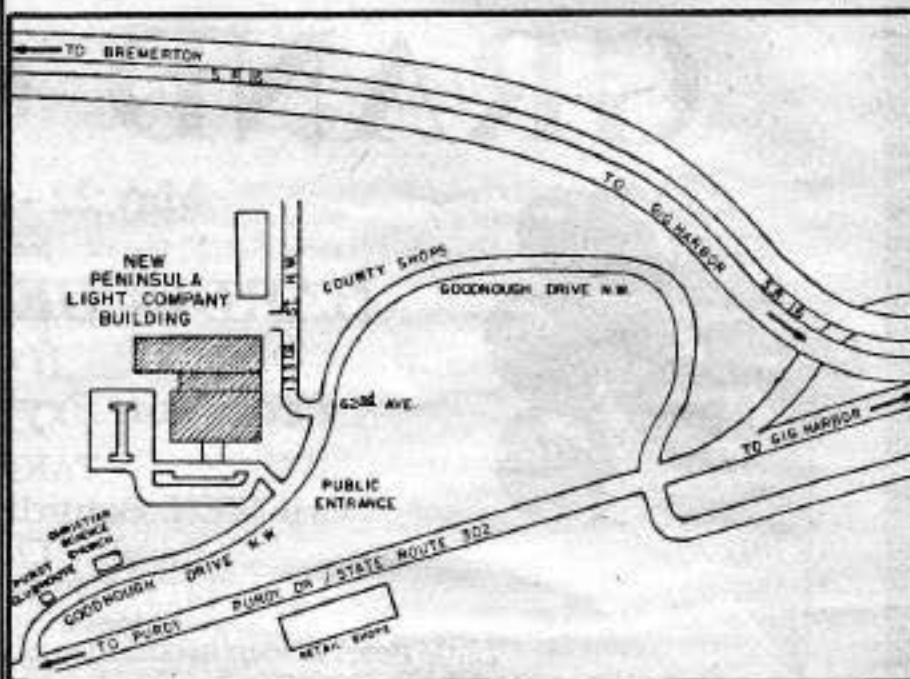 TO BREMERTON
S.R. 16
TO GIG HARBOR
S.R. 16
NEW
PENINSULA
LIGHT COMPANY
BUILDING
COUNTY SHOPS
GOODNOUGH DRIVE N.W.
62nd AVE.
PUBLIC
ENTRANCE
TO GIG HARBOR
CHRISTIAN
SCIENCE
CHURCH
PURDY
CLUBHOUSE
GOODNOUGH DRIVE N.W.
TO PURDY
PURDY DR / STATE ROUTE 302
RETAIL SHOPS